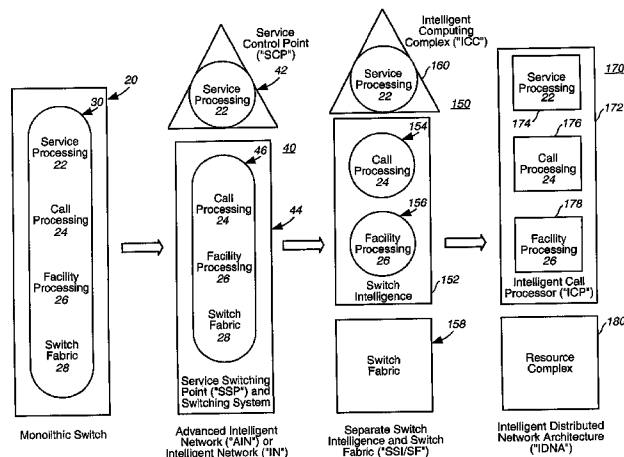 20
30
Service
Processing
22
Call
Processing
24
Facility
Processing
26
Switch
Fabric
28
Monolithic Switch
Service
Control Point
("SCP")
42
Service
Processing
22
40
46
44
Call
Processing
24
Facility
Processing
26
Switch
Fabric
28
Service Switching
Point ("SSP") and
Switching System
Advanced Intelligent
Network ("AIN") or
Intelligent Network ("IN")
Intelligent
Computing
Complex ("ICC")
160
Service
Processing
22
150
154
Call
Processing
24
156
Facility
Processing
26
Switch
Intelligence
152
158
Switch
Fabric
Separate Switch
Intelligence and Switch
Fabric ("SSI/SF")
170
Service
Processing
22
172
174
176
Call
Processing
24
178
Facility
Processing
26
Intelligent Call
Processor ("ICP")
180
Resource
Complex
Intelligent Distributed
Network Architecture
("IDNA")